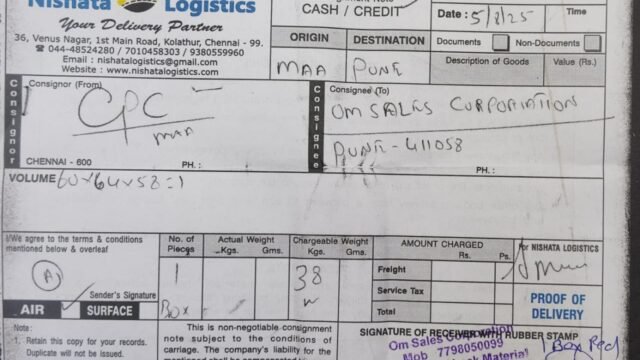 Nishata Logistics
Your Delivery Partner
36, Venus Nagar, 1st Main Road, Kolathur, Chennai - 99.
☎ 044-48524280 / 7010458303 / 9380559960
Email : nishatalogistics@gmail.com
Website : www.nishatalogistics.com
CASH / CREDIT
Date : 5/8/25
Time
ORIGIN DESTINATION
MAA PUNE
Documents Non-Documents
Description of Goods Value (Rs.)
Consignor
Consignor (From)
CPC
MAA
CHENNAI - 600 PH. :
Consignee
Consignee (To)
OM SALES CORPORATION
PUNE - 411058
PH. :
VOLUME 60x64x58=1
I/We agree to the terms & conditions
mentioned below & overleaf
A
Sender's Signature
AIR SURFACE
No. of Pieces
1
Box
Actual Weight
Kgs. Gms.
Chargeable Weight
Kgs. Gms.
38
AMOUNT CHARGED
Rs. Ps.
Freight
Service Tax
Total
for NISHATA LOGISTICS
PROOF OF
DELIVERY
Note :
1. Retain this copy for your records.
Duplicate will not be issued.
This is non-negotiable consignment
note subject to the conditions of
carriage. The company's liability for
SIGNATURE OF RECEIVER WITH RUBBER STAMP
Om Sales Corporation
Mob 7798050099
Material
1 Box Red